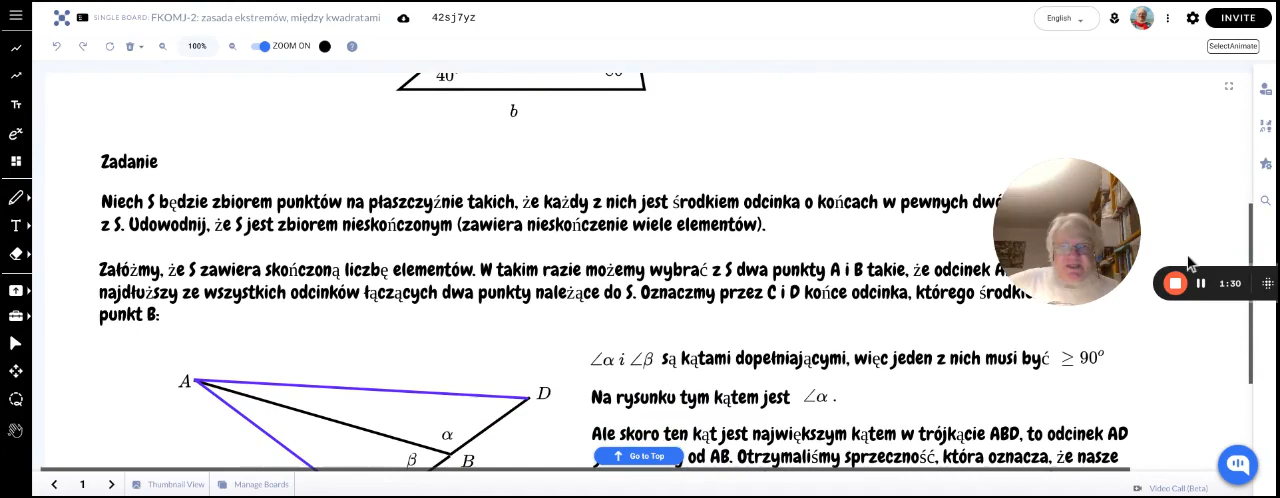 SINGLE BOARD: FKOMJ-2: zasada ekstremów, między kwadratami
42sj7yz
English
INVITE
100%
ZOOM ON
SelectAnimate
40°
b
Zadanie
Niech S będzie zbiorem punktów na płaszczyźnie takich, że każdy z nich jest środkiem odcinka o końcach w pewnych
z S. Udowodnij, że S jest zbiorem nieskończonym (zawiera nieskończenie wiele elementów).
Załóżmy, że S zawiera skończoną liczbę elementów. W takim razie możemy wybrać z S dwa punkty A i B takie, że odcinek
najdłuższy ze wszystkich odcinków łączących dwa punkty należące do S. Oznaczmy przez C i D końce odcinka, którego
punkt B:
1:30
∠α i ∠β są kątami dopełniającymi, więc jeden z nich musi być ≥ 90°
A
D
Na rysunku tym kątem jest ∠α .
α
Ale skoro ten kąt jest największym kątem w trójkącie ABD, to odcinek AD
β
B
Go to Top
od AB. Otrzymaliśmy sprzeczność, która oznacza, że nasze
1
Thumbnail View
Manage Boards
Video Call (Beta)